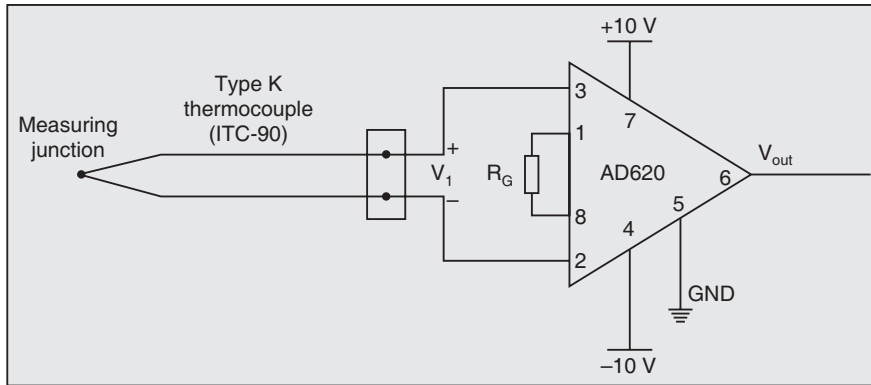 +10 V
Type K
thermocouple
(ITC-90)
Measuring
junction
3
7
1
+
V1
–
RG
AD620
Vout
6
8
5
4
2
GND
–10 V